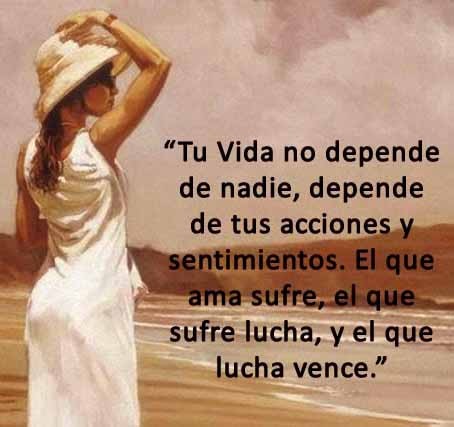 “Tu Vida no depende
de nadie, depende
de tus acciones y
sentimientos. El que
ama sufre, el que
sufre lucha, y el que
lucha vence.”